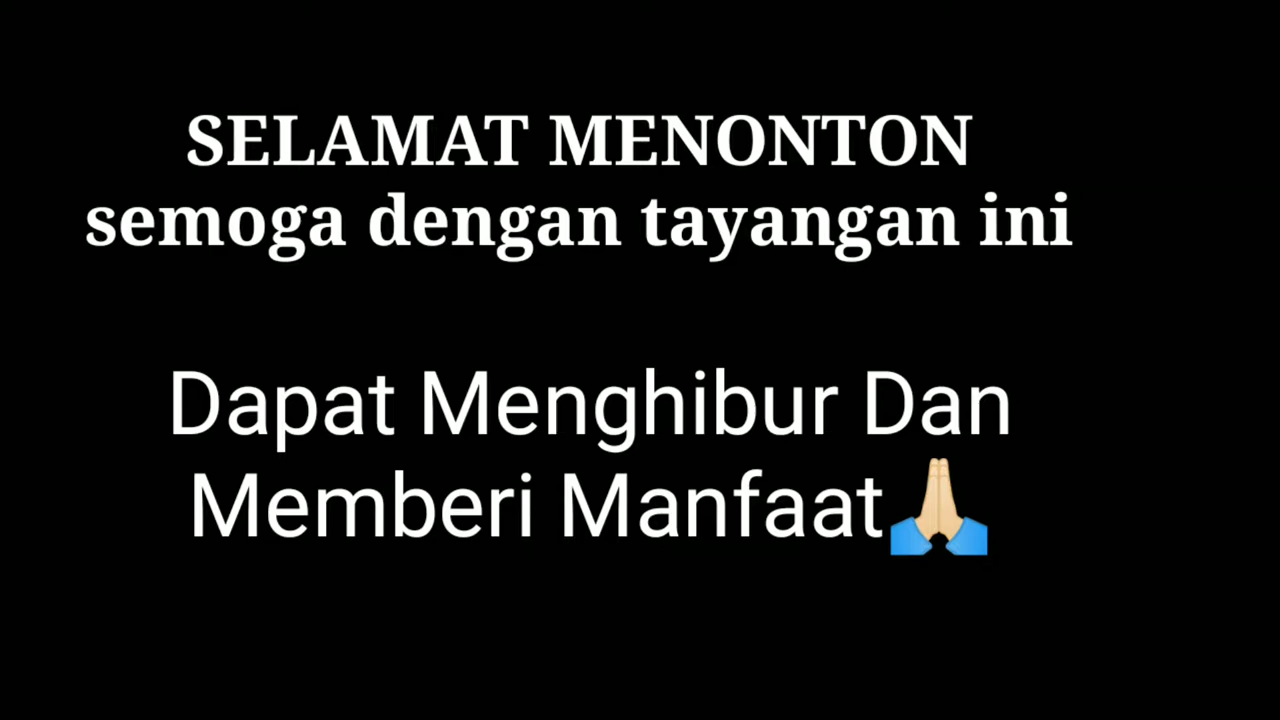 SELAMAT MENONTON
semoga dengan tayangan ini
Dapat Menghibur Dan
Memberi Manfaat🙏🏻